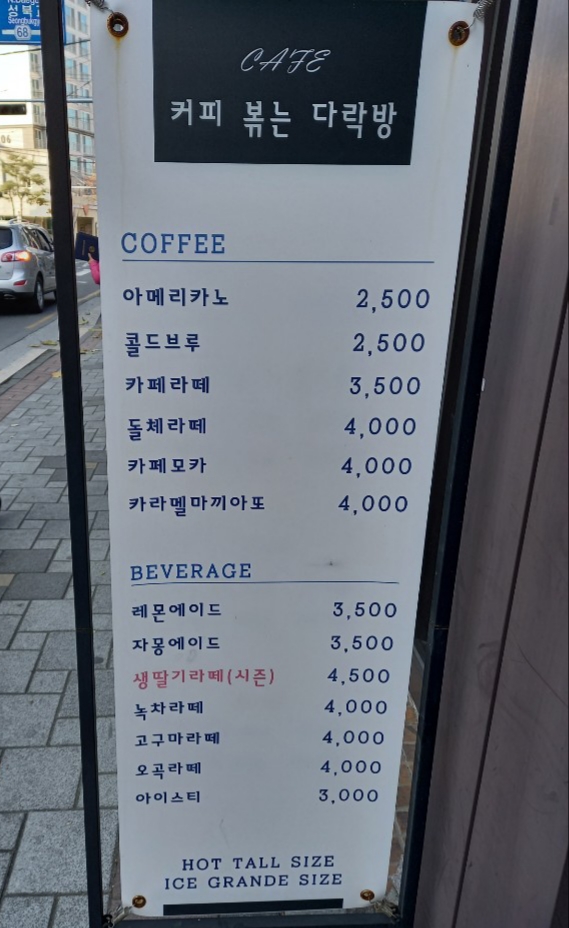 성북구
Seongbukgu
68
CAFE
커피 볶는 다락방
COFFEE
아메리카노 2,500
콜드브루 2,500
카페라떼 3,500
돌체라떼 4,000
카페모카 4,000
카라멜마끼아또 4,000
BEVERAGE
레몬에이드 3,500
자몽에이드 3,500
생딸기라떼(시즌) 4,500
녹차라떼 4,000
고구마라떼 4,000
오곡라떼 4,000
아이스티 3,000
HOT TALL SIZE
ICE GRANDE SIZE